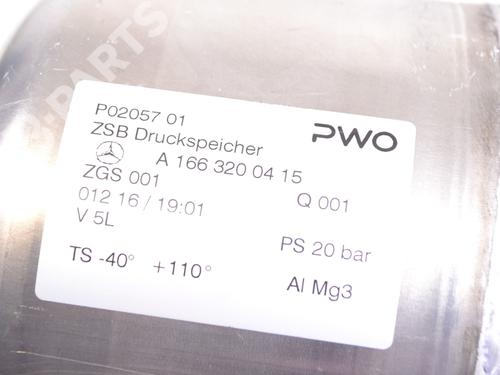 B-PARTS
P02057 01
ZSB Druckspeicher
PWO
A 166 320 04 15
ZGS 001
Q 001
012 16 / 19:01
V 5L
PS 20 bar
TS -40° +110°
Al Mg3